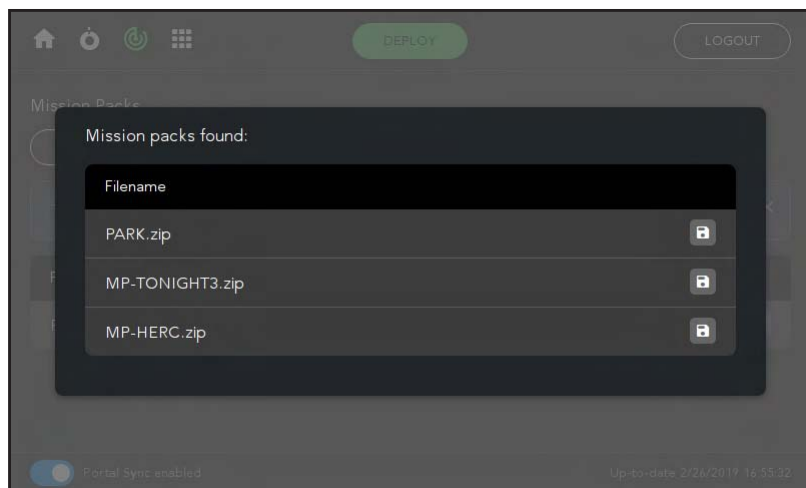 DEPLOY
LOGOUT
Mission Packs
Mission packs found:
Filename
PARK.zip
MP-TONIGHT3.zip
MP-HERC.zip
Portal Sync enabled
Up-to-date 2/26/2019 16:55:32